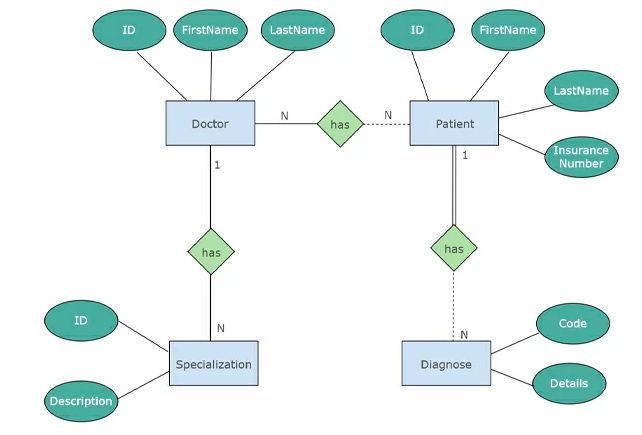 ID
FirstName
LastName
ID
FirstName
LastName
Doctor
N
has
N
Patient
Insurance
Number
1
1
has
has
ID
N
N
Code
Specialization
Diagnose
Description
Details